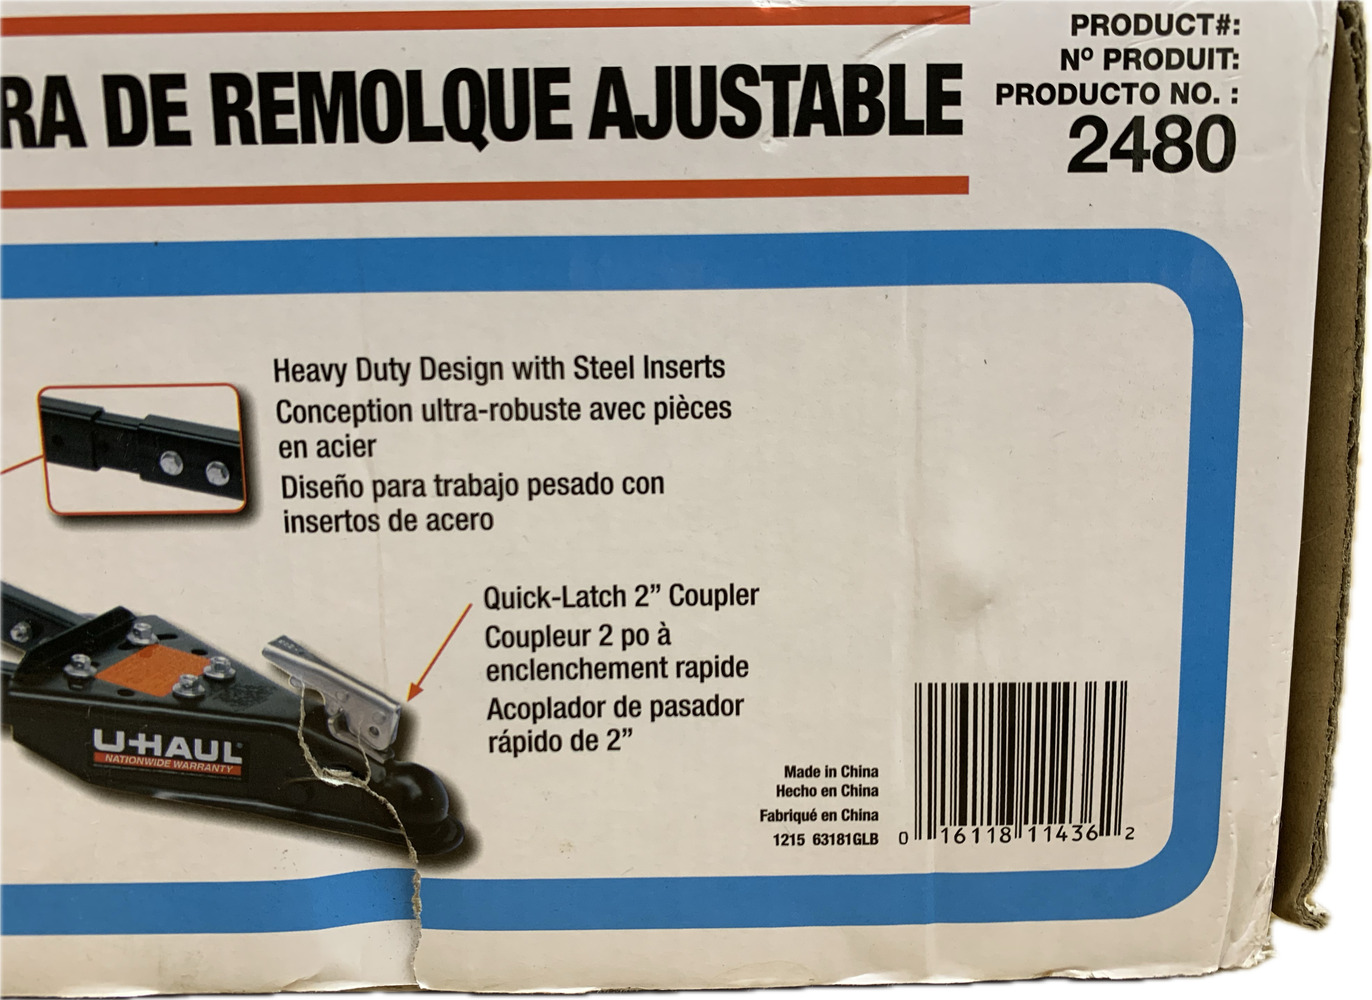 RA DE REMOLQUE AJUSTABLE
PRODUCT#:
Nº PRODUIT:
PRODUCTO NO. :
2480
Heavy Duty Design with Steel Inserts
Conception ultra-robuste avec pièces
en acier
Diseño para trabajo pesado con
insertos de acero
Quick-Latch 2” Coupler
Coupleur 2 po à
enclenchement rapide
Acoplador de pasador
rápido de 2”
U-HAUL®
NATIONWIDE WARRANTY
Made in China
Hecho en China
Fabriqué en China
1215 63181GLB
0 16118 11436 2